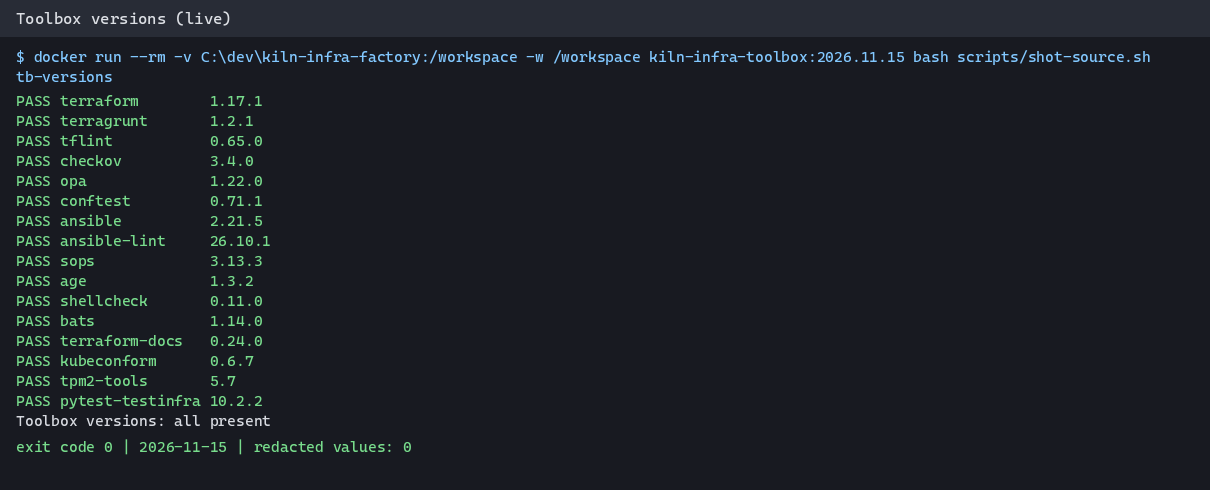 Toolbox versions (live)
$ docker run --rm -v C:\dev\kiln-infra-factory:/workspace -w /workspace kiln-infra-toolbox:2026.11.15 bash scripts/shot-source.sh
tb-versions
PASS terraform 1.17.1
PASS terragrunt 1.2.1
PASS tflint 0.65.0
PASS checkov 3.4.0
PASS opa 1.22.0
PASS conftest 0.71.1
PASS ansible 2.21.5
PASS ansible-lint 26.10.1
PASS sops 3.13.3
PASS age 1.3.2
PASS shellcheck 0.11.0
PASS bats 1.14.0
PASS terraform-docs 0.24.0
PASS kubeconform 0.6.7
PASS tpm2-tools 5.7
PASS pytest-testinfra 10.2.2
Toolbox versions: all present
exit code 0 | 2026-11-15 | redacted values: 0